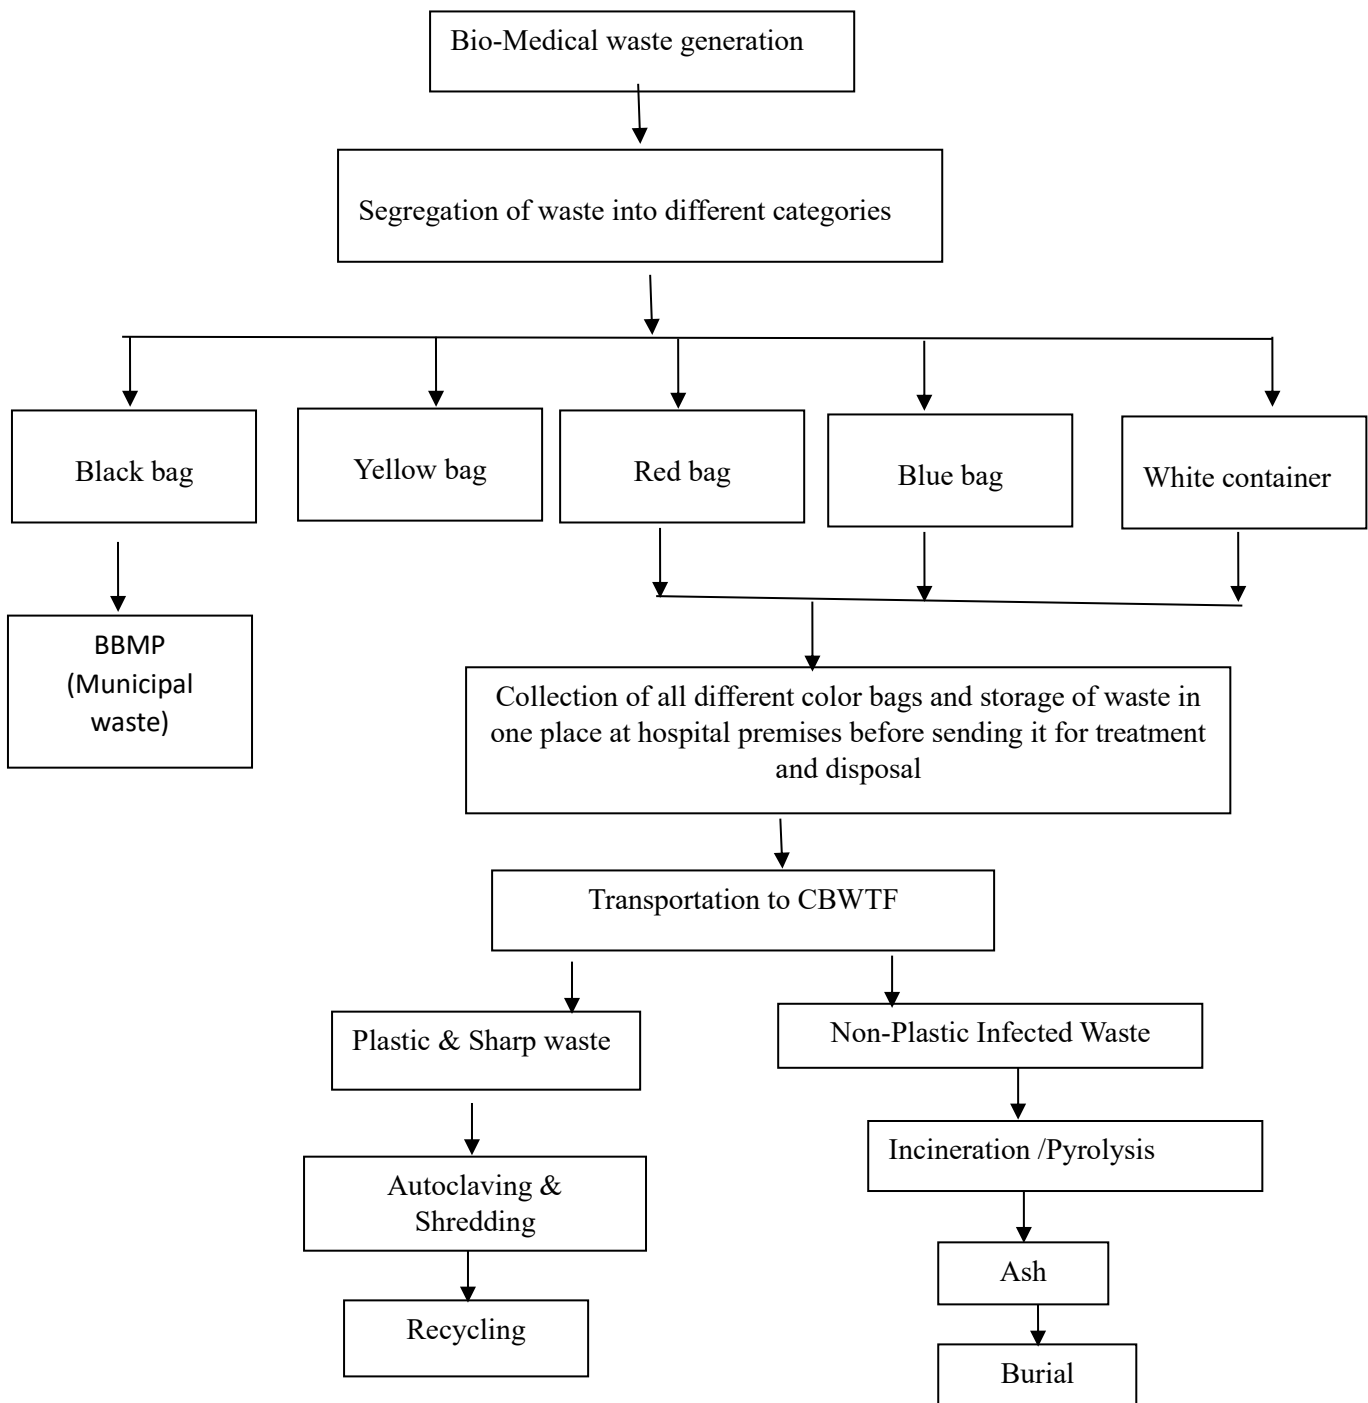 Bio-Medical waste generation
Segregation of waste into different categories
Black bag
Yellow bag
Red bag
Blue bag
White container
BBMP
(Municipal
waste)
Collection of all different color bags and storage of waste in
one place at hospital premises before sending it for treatment
and disposal
Transportation to CBWTF
Plastic & Sharp waste
Non-Plastic Infected Waste
Autoclaving &
Shredding
Incineration /Pyrolysis
Recycling
Ash
Burial